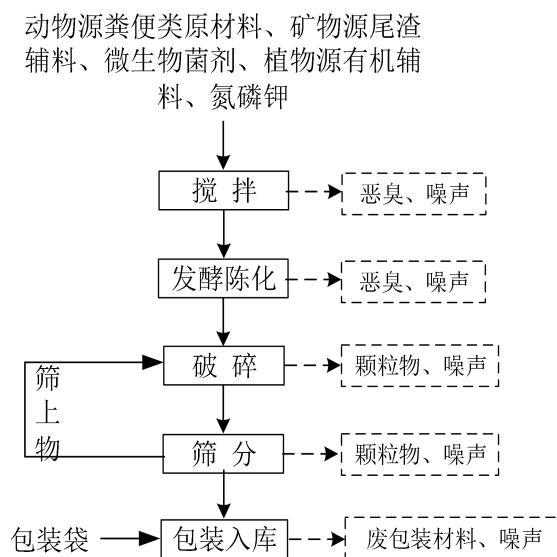 动物源粪便类原材料、矿物源尾渣
辅料、微生物菌剂、植物源有机辅
料、氮磷钾
搅 拌
恶臭、噪声
发酵陈化
恶臭、噪声
破 碎
颗粒物、噪声
筛上物
筛 分
颗粒物、噪声
包装袋
包装入库
废包装材料、噪声